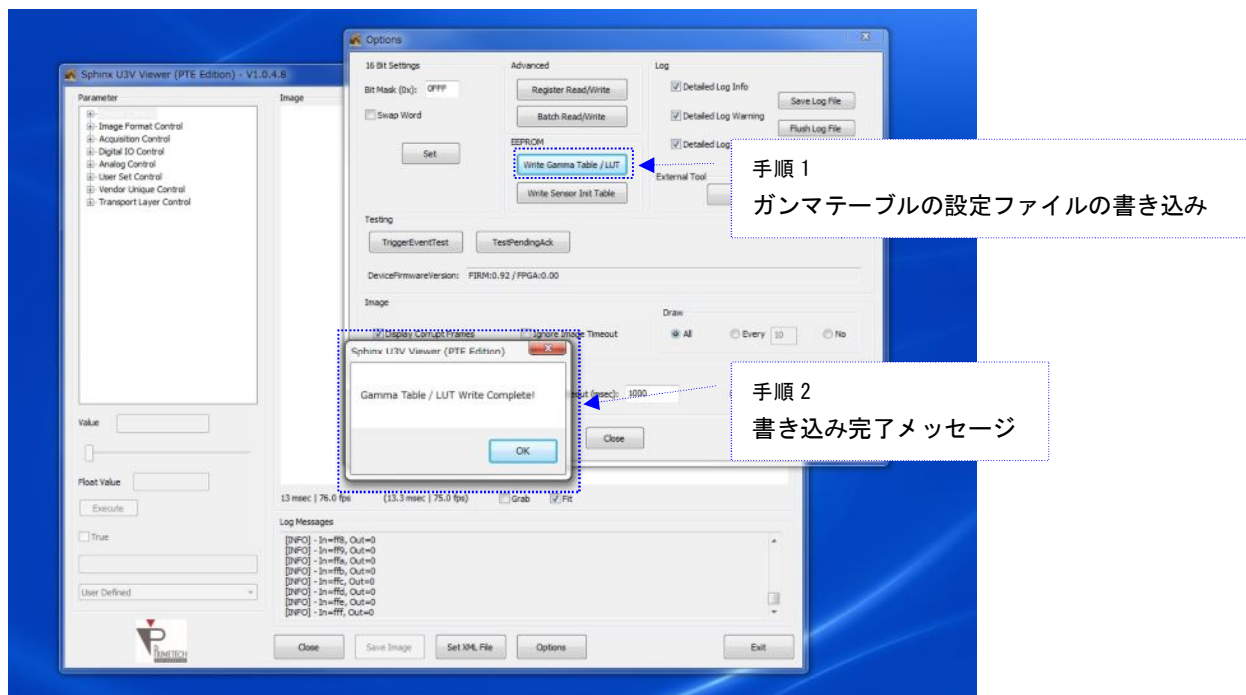 Options
16 Bit Settings
Bit Mask (0x): 0FFF
Swap Word
Set
Advanced
Register Read/Write
Batch Read/Write
EEPROM
Write Gamma Table / LUT
Write Sensor Init Table
Log
Detailed Log Info
Detailed Log Warning
Detailed Log
Save Log File
Flush Log File
External Tool
手順 1
ガンマテーブルの設定ファイルの書き込み
Testing
TriggerEventTest
TestPendingAck
DeviceFirmwareVersion: FIRM:0.92 / FPGA:0.00
Image
Display Corrupt Frames
Ignore Image Timeout
Draw
All
Every 10
No
(msec): 1000
Close
手順 2
書き込み完了メッセージ
Sphinx U3V Viewer (PTE Edition)
Gamma Table / LUT Write Complete!
OK
Sphinx U3V Viewer (PTE Edition) - V1.0.4.8
Parameter
Image Format Control
Acquisition Control
Digital IO Control
Analog Control
User Set Control
Vendor Unique Control
Transport Layer Control
Value
Float Value
Execute
True
User Defined
PRIMETECH
Image
13 msec | 76.0 fps (13.3 msec | 75.0 fps)
Grab
Fit
Log Messages
[INFO] - In=ff8, Out=0
[INFO] - In=ff9, Out=0
[INFO] - In=ffa, Out=0
[INFO] - In=ffb, Out=0
[INFO] - In=ffc, Out=0
[INFO] - In=ffd, Out=0
[INFO] - In=ffe, Out=0
[INFO] - In=fff, Out=0
Close
Save Image
Set XML File
Options
Exit